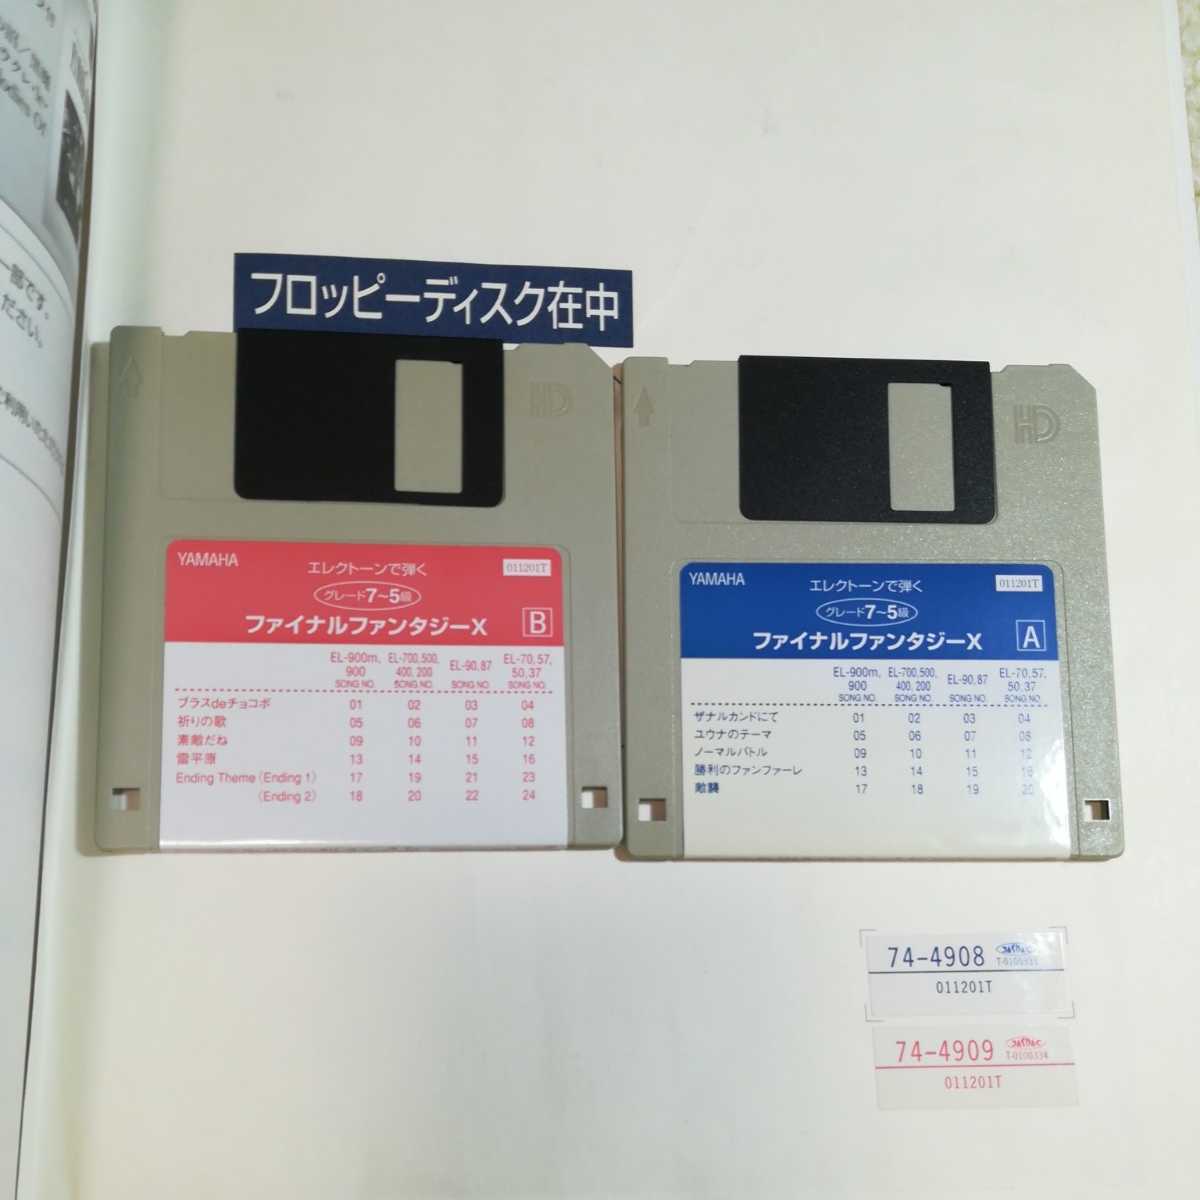 フロッピーディスク在中
HD
YAMAHA
エレクトーンで弾く
011201T
グレード7〜5級
ファイナルファンタジーX
B
EL-900m, 900 SONG NO. EL-700,500, 400, 200 SONG NO. EL-90, 87 SONG NO. EL-70, 57, 50, 37 SONG NO.
ブラスdeチョコボ 01 02 03 04
祈りの歌 05 06 07 08
素敵だね 09 10 11 12
雷平原 13 14 15 16
Ending Theme (Ending 1) 17 19 21 23
(Ending 2) 18 20 22 24
HD
YAMAHA
エレクトーンで弾く
011201T
グレード7〜5級
ファイナルファンタジーX
A
EL-900m, 900 SONG NO. EL-700,500, 400, 200 SONG NO. EL-90, 87 SONG NO. EL-70, 57, 50, 37 SONG NO.
ザナルカンドにて 01 02 03 04
ユウナのテーマ 05 06 07 08
ノーマルバトル 09 10 11 12
勝利のファンファーレ 13 14 15 16
敵襲 17 18 19 20
74-4908
011201T
74-4909
T-0100334
011201T
一部です。
ださい。